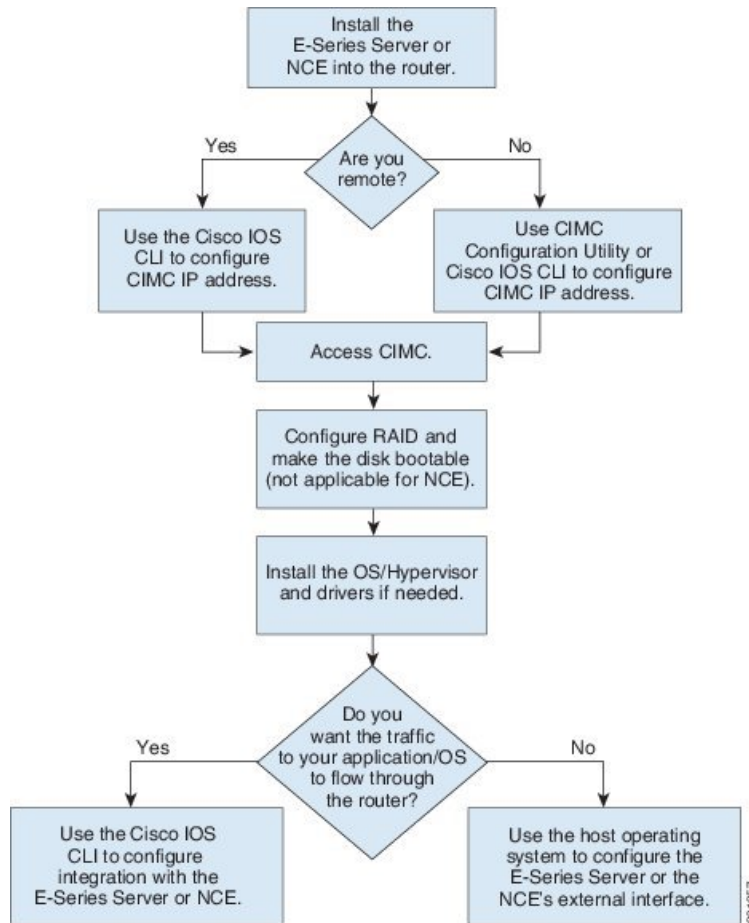 Install the
E-Series Server or
NCE into the router.
Yes
No
Are you
remote?
Use the Cisco IOS
CLI to configure
CIMC IP address.
Use CIMC
Configuration Utility or
Cisco IOS CLI to configure
CIMC IP address.
Access CIMC.
Configure RAID and
make the disk bootable
(not applicable for NCE).
Install the OS/Hypervisor
and drivers if needed.
Do you
want the traffic
to your application/OS
to flow through
the router?
Yes
No
Use the Cisco IOS
CLI to configure
integration with the
E-Series Server or NCE.
Use the host operating
system to configure the
E-Series Server or the
NCE's external interface.